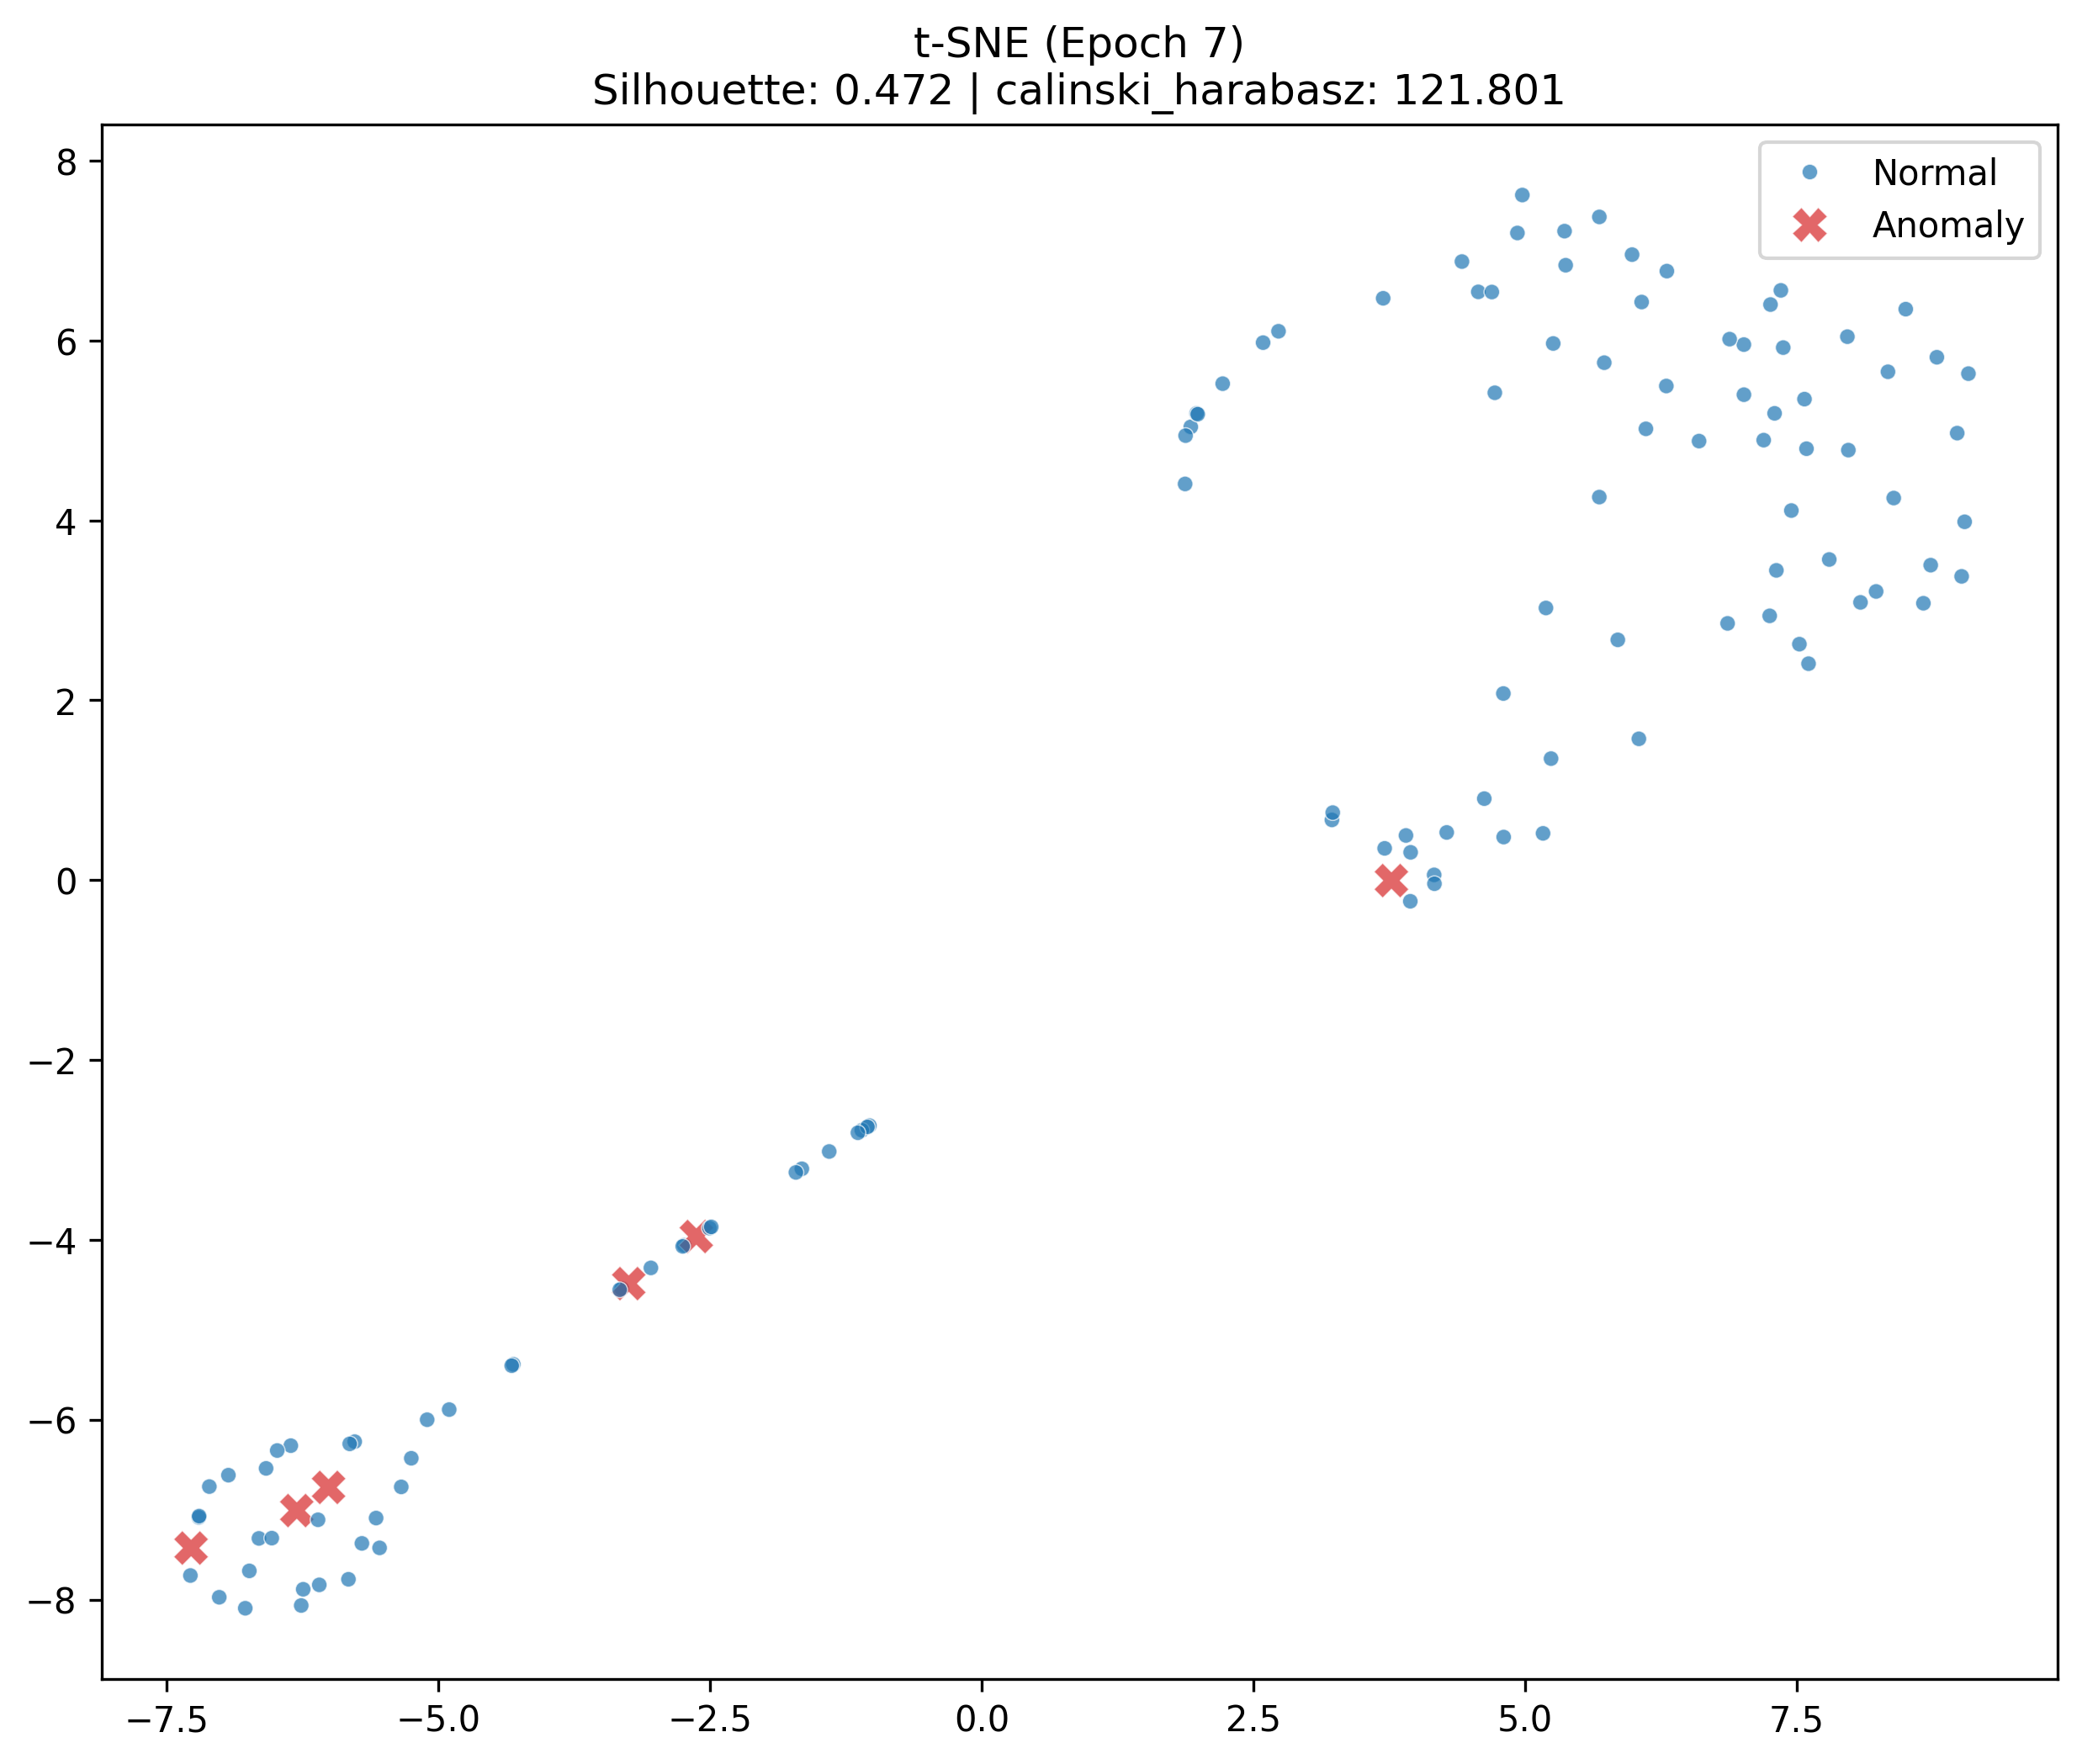 t-SNE (Epoch 7)
Silhouette: 0.472 | calinski_harabasz: 121.801
Normal
Anomaly
8
6
4
2
0
−2
−4
−6
−8
−7.5 −5.0 −2.5 0.0 2.5 5.0 7.5